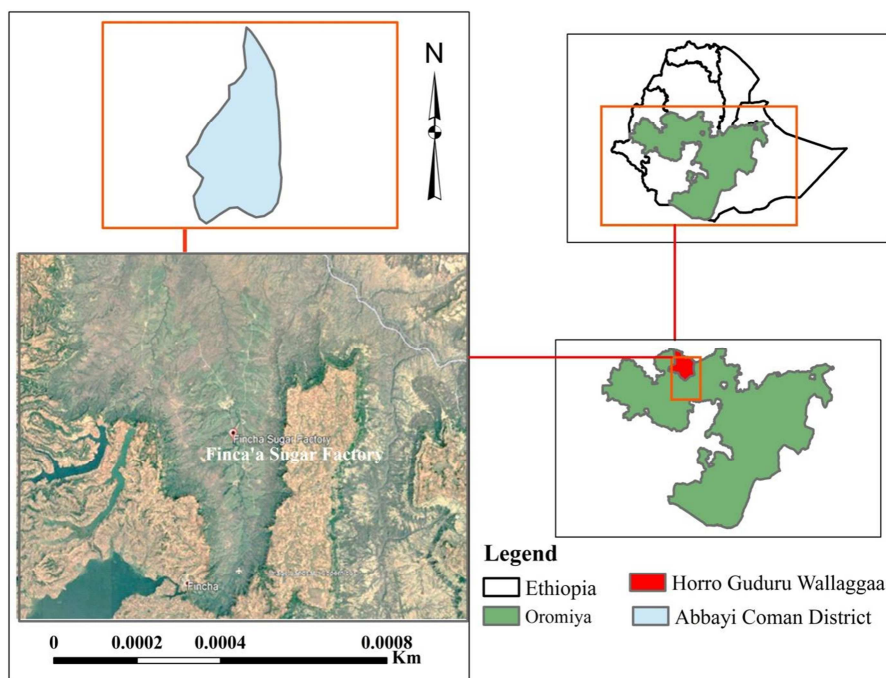 N
Fincha Sugar Factory
Finca'a Sugar Factory
Fincha
0 0.0002 0.0004 0.0008
Km
Legend
Ethiopia
Horro Guduru Wallaggaa
Oromiya
Abbayi Coman District